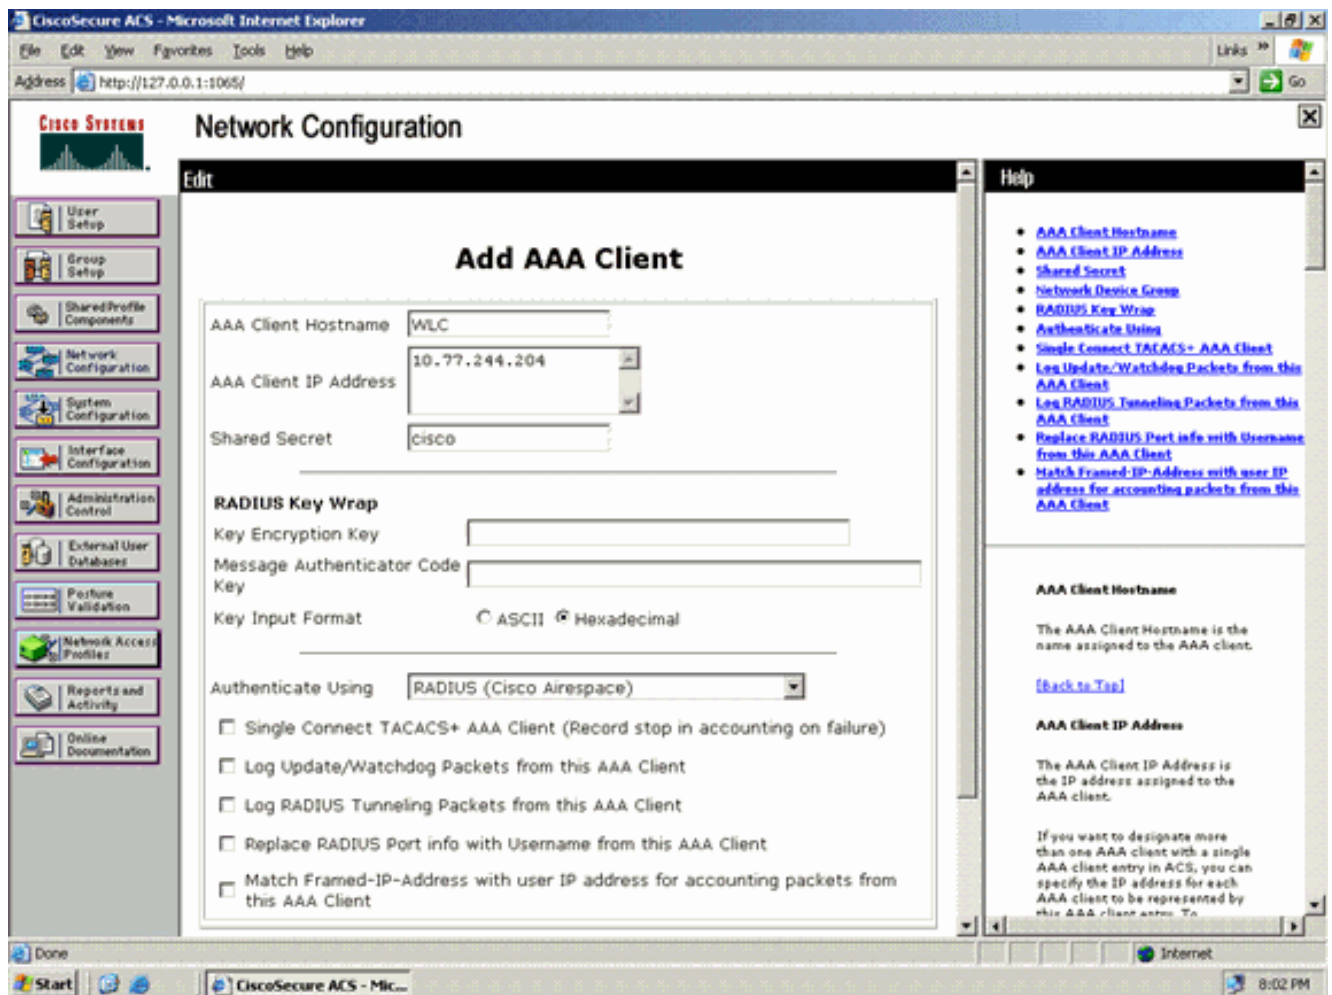 CiscoSecure ACS - Microsoft Internet Explorer
File Edit View Favorites Tools Help
Links »
Address http://127.0.0.1:1065/
Go
CISCO SYSTEMS
Network Configuration
Edit
Help
User
Setup
Group
Setup
Shared Profile
Components
Network
Configuration
System
Configuration
Interface
Configuration
Administration
Control
External User
Databases
Posture
Validation
Network Access
Profiles
Reports and
Activity
Online
Documentation
Add AAA Client
AAA Client Hostname WLC
AAA Client IP Address 10.77.244.204
Shared Secret cisco
RADIUS Key Wrap
Key Encryption Key
Message Authenticator Code
Key
Key Input Format ASCII Hexadecimal
Authenticate Using RADIUS (Cisco Airespace)
Single Connect TACACS+ AAA Client (Record stop in accounting on failure)
Log Update/Watchdog Packets from this AAA Client
Log RADIUS Tunneling Packets from this AAA Client
Replace RADIUS Port info with Username from this AAA Client
Match Framed-IP-Address with user IP address for accounting packets from
this AAA Client
AAA Client Hostname
AAA Client IP Address
Shared Secret
Network Device Group
RADIUS Key Wrap
Authenticate Using
Single Connect TACACS+ AAA Client
Log Update/Watchdog Packets from this
AAA Client
Log RADIUS Tunneling Packets from this
AAA Client
Replace RADIUS Port info with Username
from this AAA Client
Match Framed-IP-Address with user IP
address for accounting packets from this
AAA Client
AAA Client Hostname
The AAA Client Hostname is the
name assigned to the AAA client.
[Back to Top]
AAA Client IP Address
The AAA Client IP Address is
the IP address assigned to the
AAA client.
If you want to designate more
than one AAA client with a single
AAA client entry in ACS, you can
specify the IP address for each
AAA client to be represented by
this AAA client entry. To
Done
Internet
Start
CiscoSecure ACS - Mic...
8:02 PM